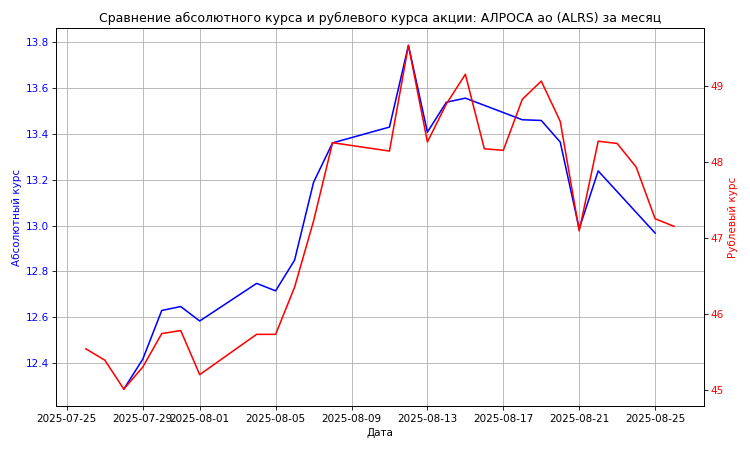 Сравнение абсолютного курса и рублевого курса акции: АЛРОСА ао (ALRS) за месяц
13.8
13.6
13.4
13.2
13.0
12.8
12.6
12.4
Абсолютный курс
49
48
47
46
45
Рублевый курс
2025-07-25 2025-07-29 2025-08-01 2025-08-05 2025-08-09 2025-08-13 2025-08-17 2025-08-21 2025-08-25
Дата